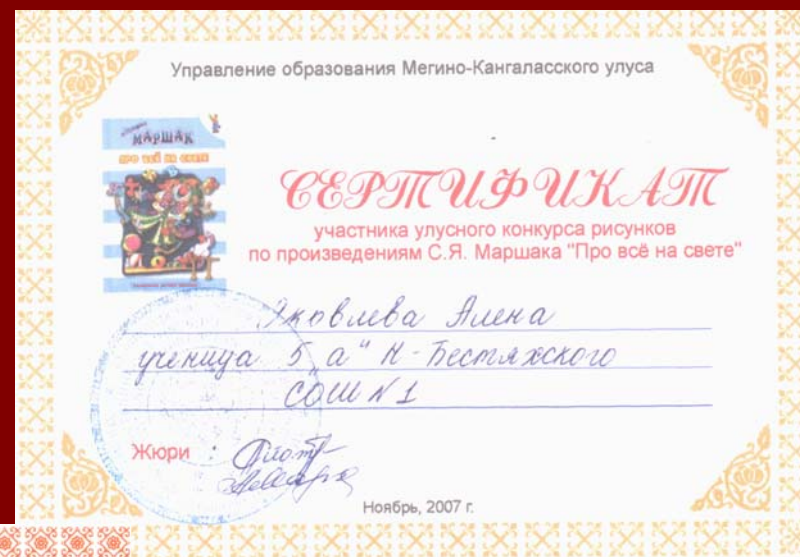 Управление образования Мегино-Кангаласского улуса
МАРШАК
ПРО ВСЁ НА СВЕТЕ
СЕРТИФИКАТ
участника улусного конкурса рисунков
по произведениям С.Я. Маршака "Про всё на свете"
Яковлева Алена
ученица 5 "а" Н-Бестяхского
СОШ N 1
Жюри :
Ноябрь, 2007 г.